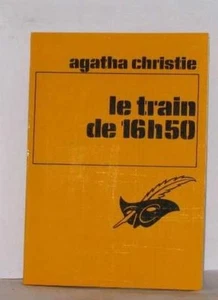 agatha christie
le train
de 16h50